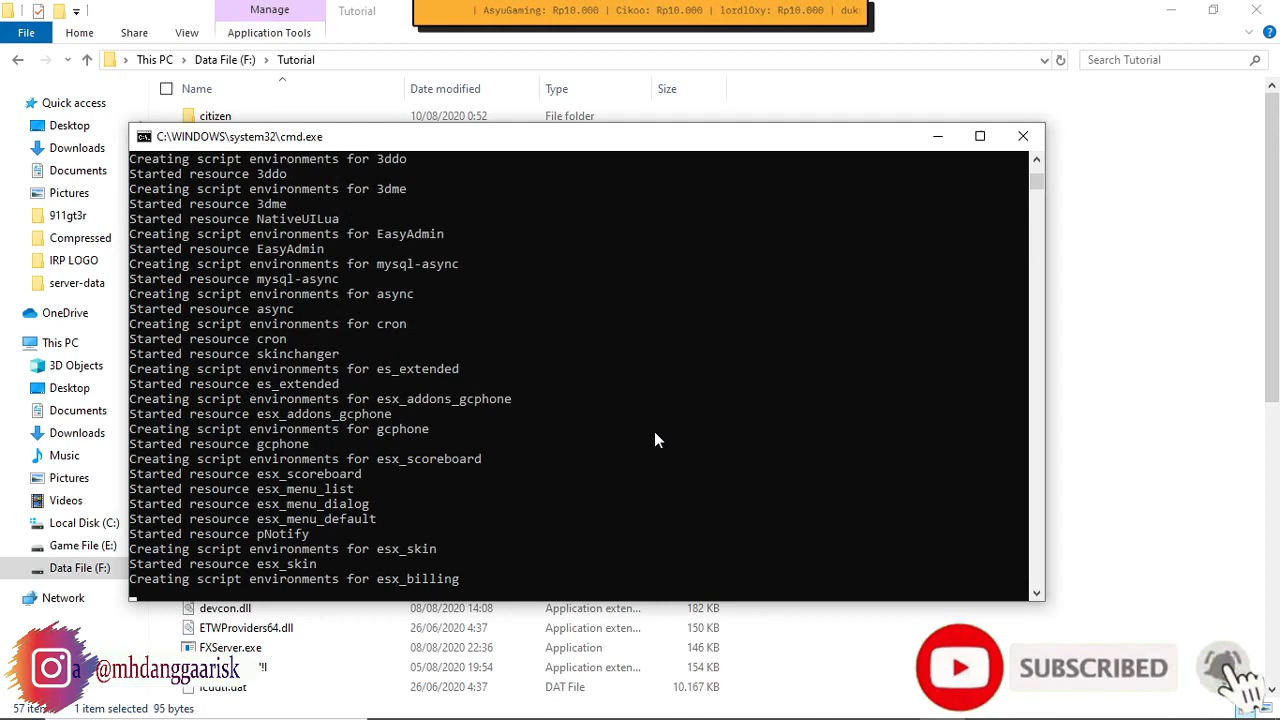 Manage
Tutorial
| AsyuGaming: Rp10.000 | Cikoo: Rp10.000 | lordlOxy: Rp10.000 | duk
File
Home
Share
View
Application Tools
This PC
Data File (F:)
Tutorial
Search Tutorial
Name
Date modified
Type
Size
Quick access
Desktop
Downloads
Documents
Pictures
911gt3r
Compressed
IRP LOGO
server-data
OneDrive
This PC
3D Objects
Desktop
Documents
Downloads
Music
Pictures
Videos
Local Disk (C:)
Game File (E:)
Data File (F:)
Network
citizen 10/08/2020 0:52 File folder
C:\WINDOWS\system32\cmd.exe
Creating script environments for 3ddo
Started resource 3ddo
Creating script environments for 3dme
Started resource 3dme
Started resource NativeUILua
Creating script environments for EasyAdmin
Started resource EasyAdmin
Creating script environments for mysql-async
Started resource mysql-async
Creating script environments for async
Started resource async
Creating script environments for cron
Started resource cron
Started resource skinchanger
Creating script environments for es_extended
Started resource es_extended
Creating script environments for esx_addons_gcphone
Started resource esx_addons_gcphone
Creating script environments for gcphone
Started resource gcphone
Creating script environments for esx_scoreboard
Started resource esx_scoreboard
Started resource esx_menu_list
Started resource esx_menu_dialog
Started resource esx_menu_default
Started resource pNotify
Creating script environments for esx_skin
Started resource esx_skin
Creating script environments for esx_billing
devcon.dll 08/08/2020 14:08 Application exten... 182 KB
ETWProviders64.dll 26/06/2020 4:37 Application exten... 150 KB
FXServer.exe 08/08/2020 22:36 Application 146 KB
05/08/2020 19:54 Application exten... 154 KB
icudtl.dat 26/06/2020 4:37 DAT File 10.167 KB
@mhdanggaarisk
SUBSCRIBED
1 item selected 95 bytes